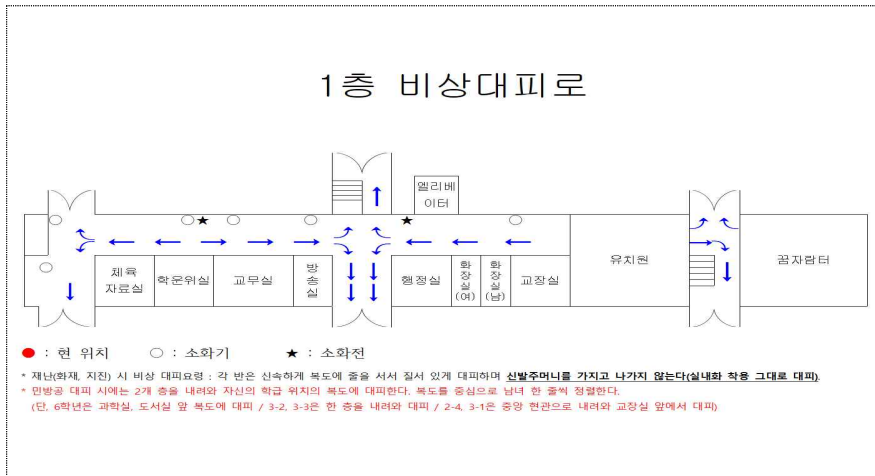 1층 비상대피로
엘리베
이터
체육
자료실
학운위실
교무실
방
송
실
행정실
화
장
실
(여)
화
장
실
(남)
교장실
유치원
꿈자람터
: 현 위치
: 소화기
★ : 소화전
* 재난(화재, 지진) 시 비상 대피요령 : 각 반은 신속하게 복도에 줄을 서서 질서 있게 대피하며 신발주머니를 가지고 나가지 않는다(실내화 착용 그대로 대피).
* 민방공 대피 시에는 2개 층을 내려와 자신의 학급 위치의 복도에 대피한다. 복도를 중심으로 남녀 한 줄씩 정렬한다.
(단, 6학년은 과학실, 도서실 앞 복도에 대피 / 3-2, 3-3은 한 층을 내려와 대피 / 2-4, 3-1은 중앙 현관으로 내려와 교장실 앞에서 대피)